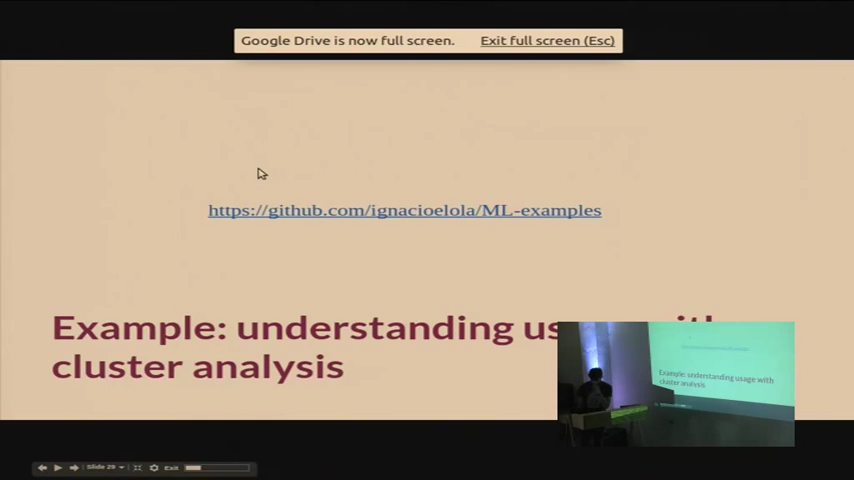 Google Drive is now full screen. Exit full screen (Esc)
https://github.com/ignacioelola/ML-examples
Example: understanding us
cluster analysis
Example: understanding usage with
cluster analysis
Slide 29
Exit